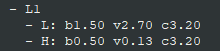 - L1
- L: b1.50 v2.70 c3.20
- H: b0.50 v0.13 c3.20